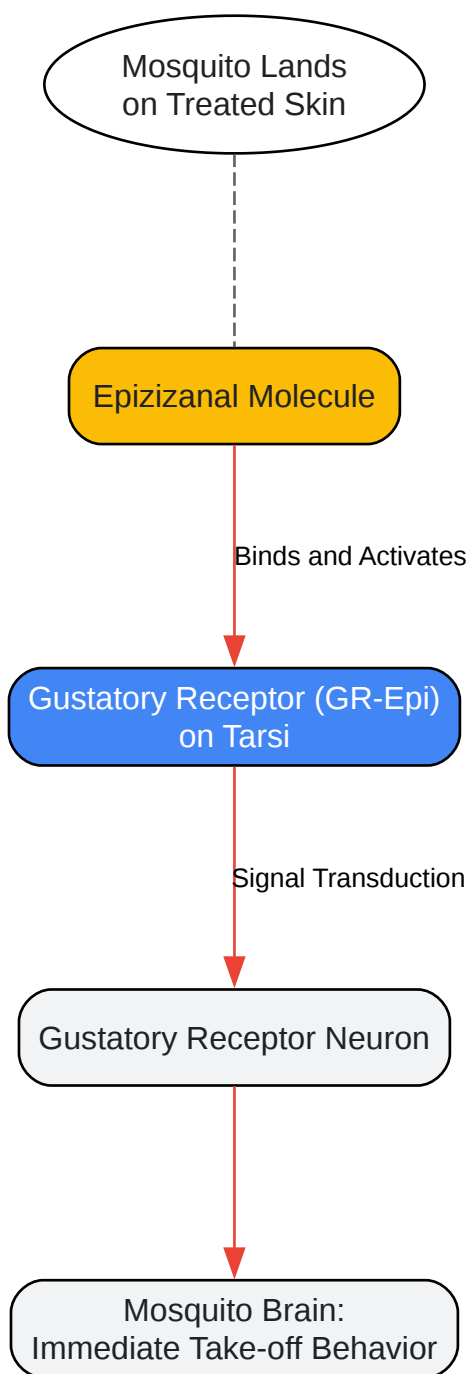 Mosquito Lands
on Treated Skin
Epizizanal Molecule
Binds and Activates
Gustatory Receptor (GR-Epi)
on Tarsi
Signal Transduction
Gustatory Receptor Neuron
Mosquito Brain:
Immediate Take-off Behavior